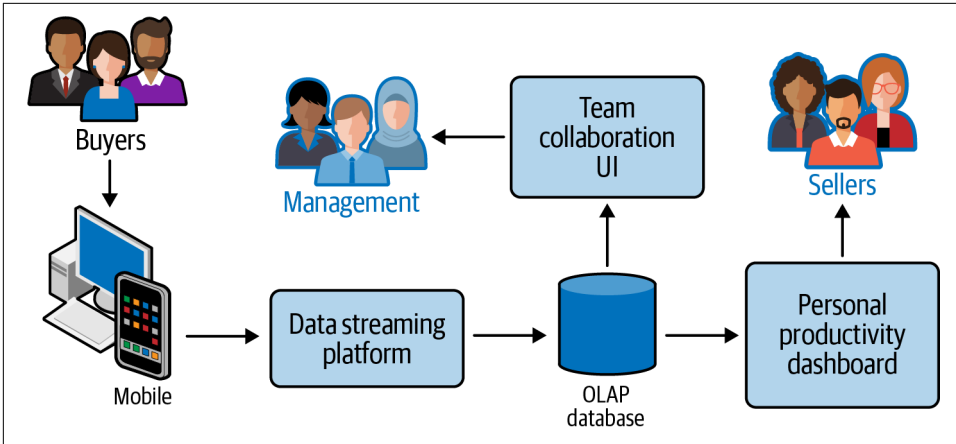 Buyers
Management
Team
collaboration
UI
Sellers
Mobile
Data streaming
platform
OLAP
database
Personal
productivity
dashboard